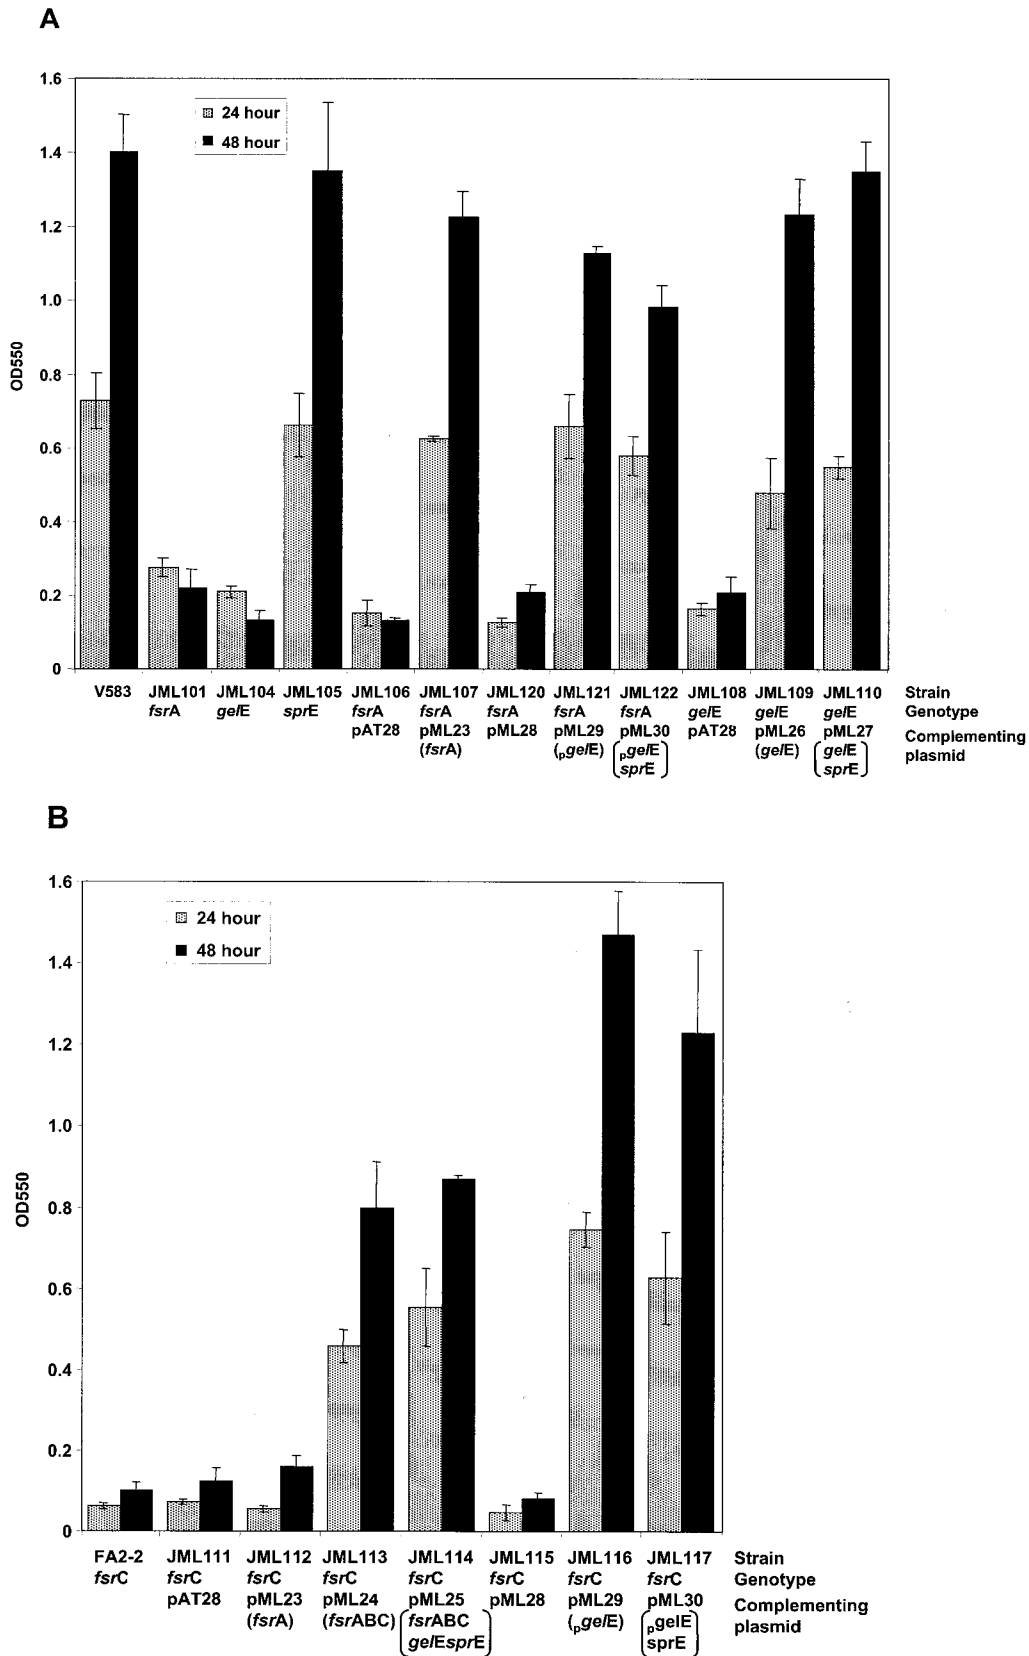 A
1.6
1.4
1.2
1.0
0.8
0.6
0.4
0.2
0
OD550
24 hour
48 hour
V583 JML101 JML104 JML105 JML106 JML107 JML120 JML121 JML122 JML108 JML109 JML110 Strain
fsrA gelE sprE fsrA fsrA fsrA fsrA fsrA gelE gelE gelE Genotype
pAT28 pML23 pML28 pML29 pML30 pAT28 pML26 pML27 Complementing
(fsrA) (pgelE) (pgelE (gelE) (gelE plasmid
sprE) sprE)
B
1.6
1.4
1.2
1.0
0.8
0.6
0.4
0.2
0
OD550
24 hour
48 hour
FA2-2 JML111 JML112 JML113 JML114 JML115 JML116 JML117 Strain
fsrC fsrC fsrC fsrC fsrC fsrC fsrC fsrC Genotype
pAT28 pML23 pML24 pML25 pML28 pML29 pML30 Complementing
(fsrA) (fsrABC) (fsrABC (pgelE) (pgelE plasmid
gelEsprE) sprE)